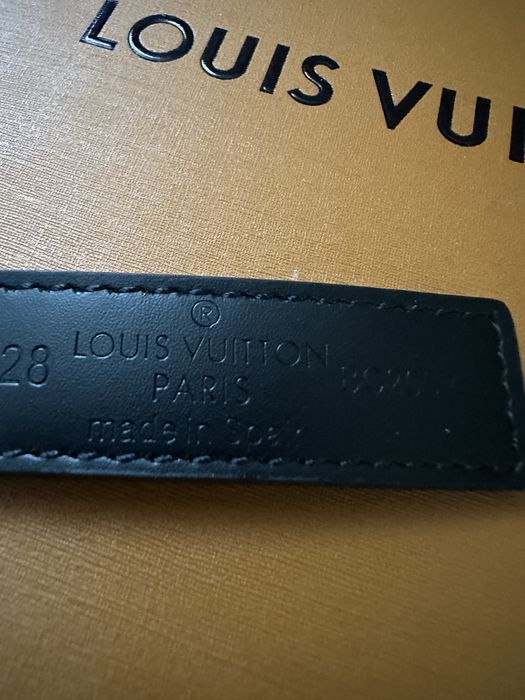 LOUIS VUI
®
28 LOUIS VUITTON
PARIS
made in Spain